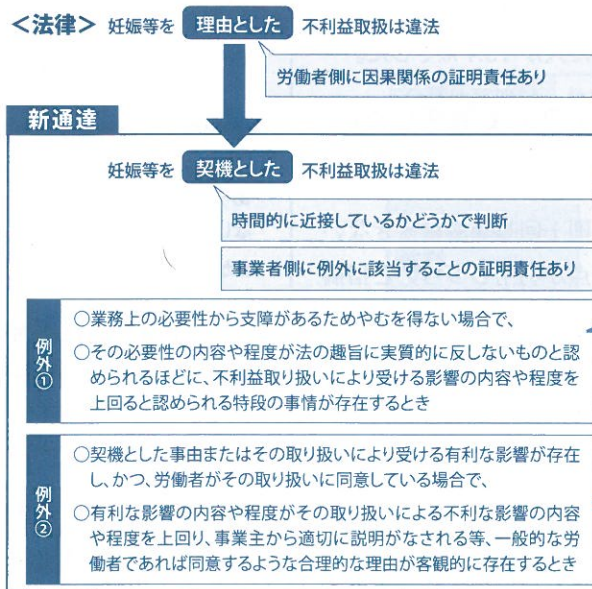 ＜法律＞ 妊娠等を 理由とした 不利益取扱は違法
労働者側に因果関係の証明責任あり
新通達
妊娠等を 契機とした 不利益取扱は違法
時間的に近接しているかどうかで判断
事業者側に例外に該当することの証明責任あり
例外①
○業務上の必要性から支障があるためやむを得ない場合で、
○その必要性の内容や程度が法の趣旨に実質的に反しないものと認
められるほどに、不利益取り扱いにより受ける影響の内容や程度を
上回ると認められる特段の事情が存在するとき
例外②
○契機とした事由またはその取り扱いにより受ける有利な影響が存在
し、かつ、労働者がその取り扱いに同意している場合で、
○有利な影響の内容や程度がその取り扱いによる不利な影響の内容
や程度を上回り、事業主から適切に説明がなされる等、一般的な労
働者であれば同意するような合理的な理由が客観的に存在するとき